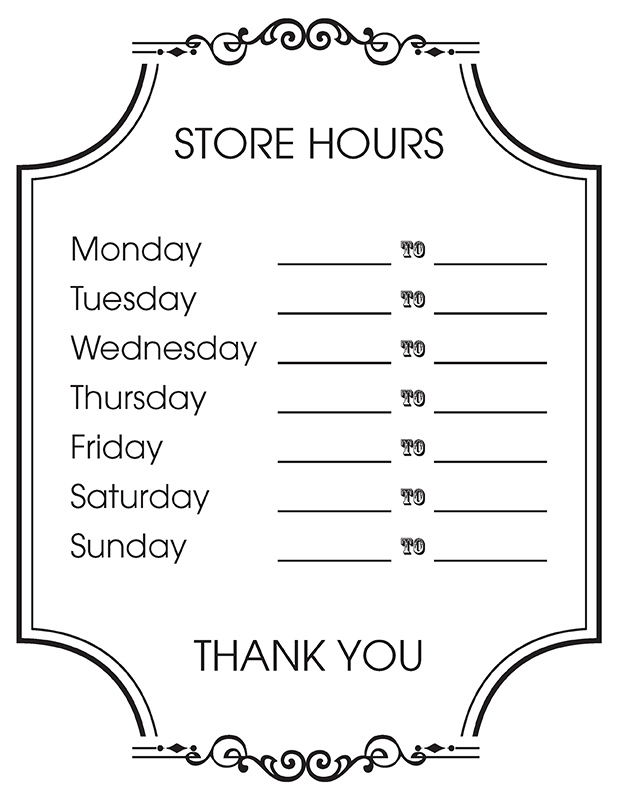 STORE HOURS
Monday TO
Tuesday TO
Wednesday TO
Thursday TO
Friday TO
Saturday TO
Sunday TO
THANK YOU